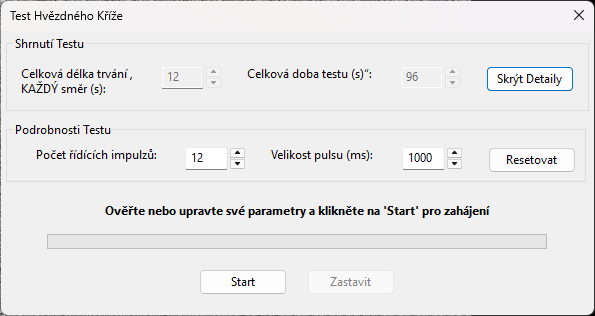 Test Hvězdného Kříže
Shrnutí Testu
Celková délka trvání ,
KAŽDÝ směr (s):
12
Celková doba testu (s)“:
96
Skrýt Detaily
Podrobnosti Testu
Počet řídících impulzů:
12
Velikost pulsu (ms):
1000
Resetovat
Ověřte nebo upravte své parametry a klikněte na 'Start' pro zahájení
Start
Zastavit